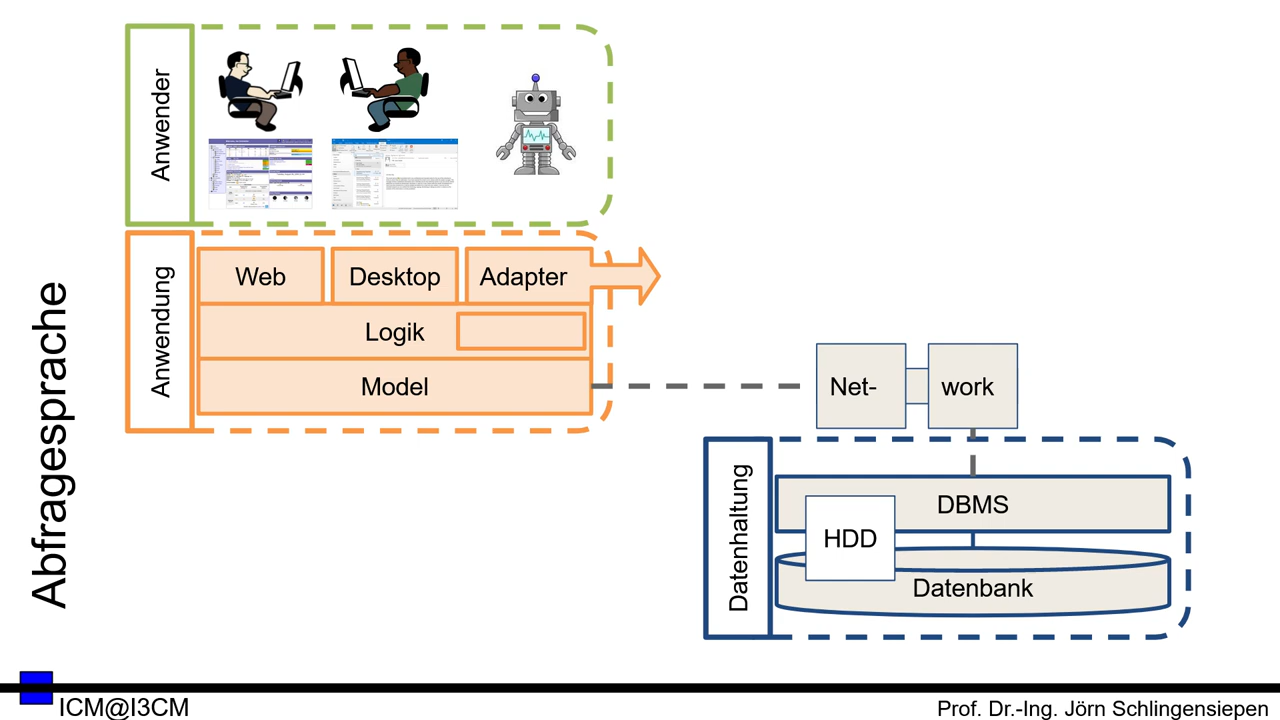 Abfragesprache
Anwender
Anwendung
Web
Desktop
Adapter
Logik
Model
Net-
work
Datenhaltung
DBMS
HDD
Datenbank
ICM@I3CM
Prof. Dr.-Ing. Jörn Schlingensiepen